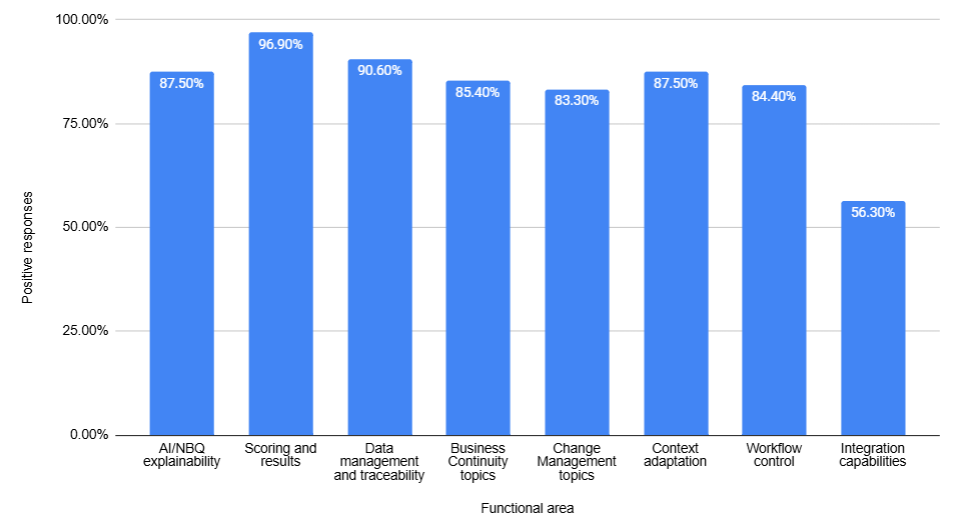 100.00%
75.00%
50.00%
25.00%
0.00%
Positive responses
87.50%
96.90%
90.60%
85.40%
83.30%
87.50%
84.40%
56.30%
AI/NBQ
explainability
Scoring and
results
Data
management
and traceability
Business
Continuity
topics
Change
Management
topics
Context
adaptation
Workflow
control
Integration
capabilities
Functional area